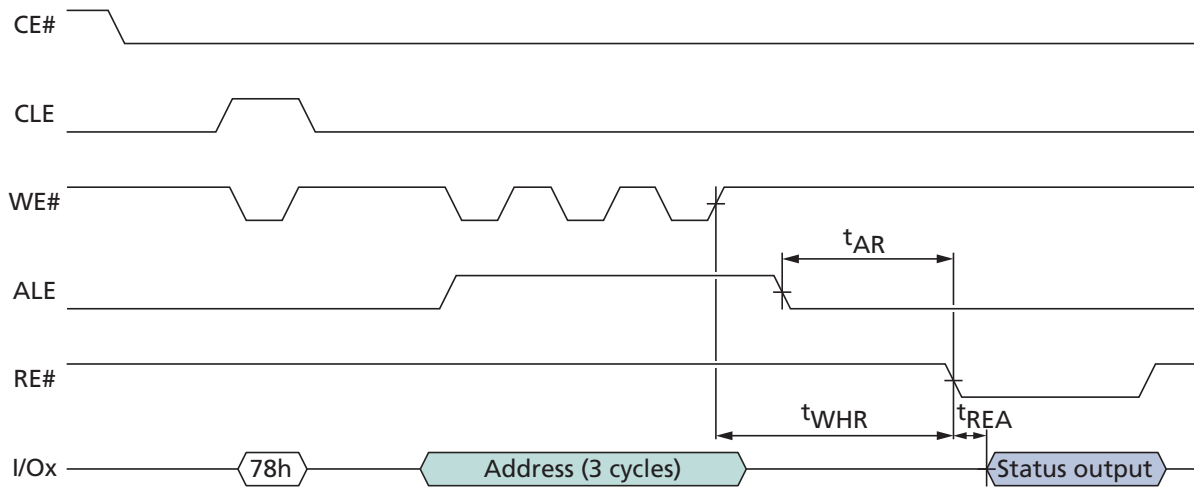 CE#
CLE
WE#
tAR
ALE
RE#
tWHR
tREA
I/Ox
78h
Address (3 cycles)
Status output